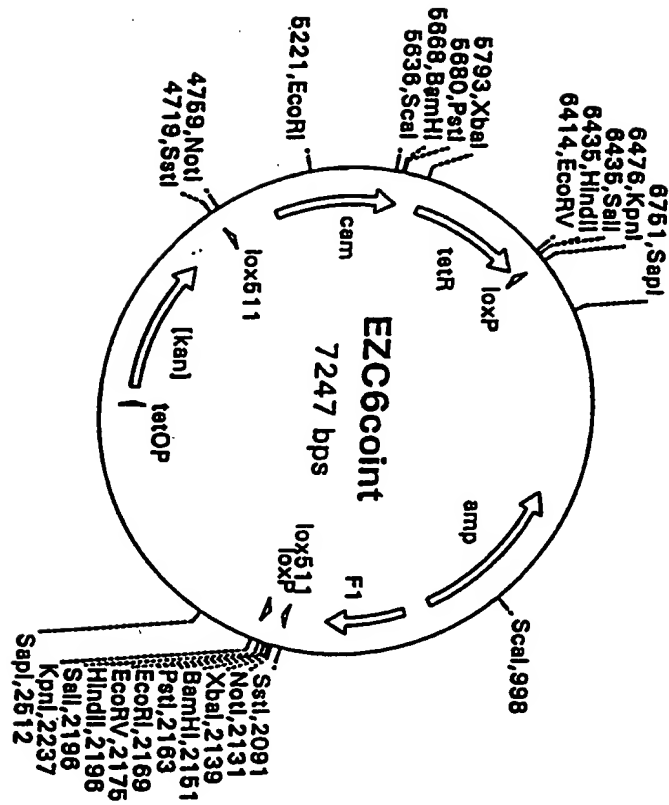 ScaI,998
amp
6751,SapI
6476,KpnI
6435,SalI
6435,HindII
6414,EcoRV
loxP
tetR
5793,XbaI
5680,PstI
5668,BamHI
5636,ScaI
cam
5221,EcoRI
EZC6coint
7247 bps
F1
lox511
loxP
SstI,2091
NotI,2131
XbaI,2139
BamHI,2151
PstI,2163
EcoRI,2169
EcoRV,2175
HindII,2196
SalI,2196
KpnI,2237
SapI,2512
lox511
4759,NotI
4719,SstI
[kan]
tetOP